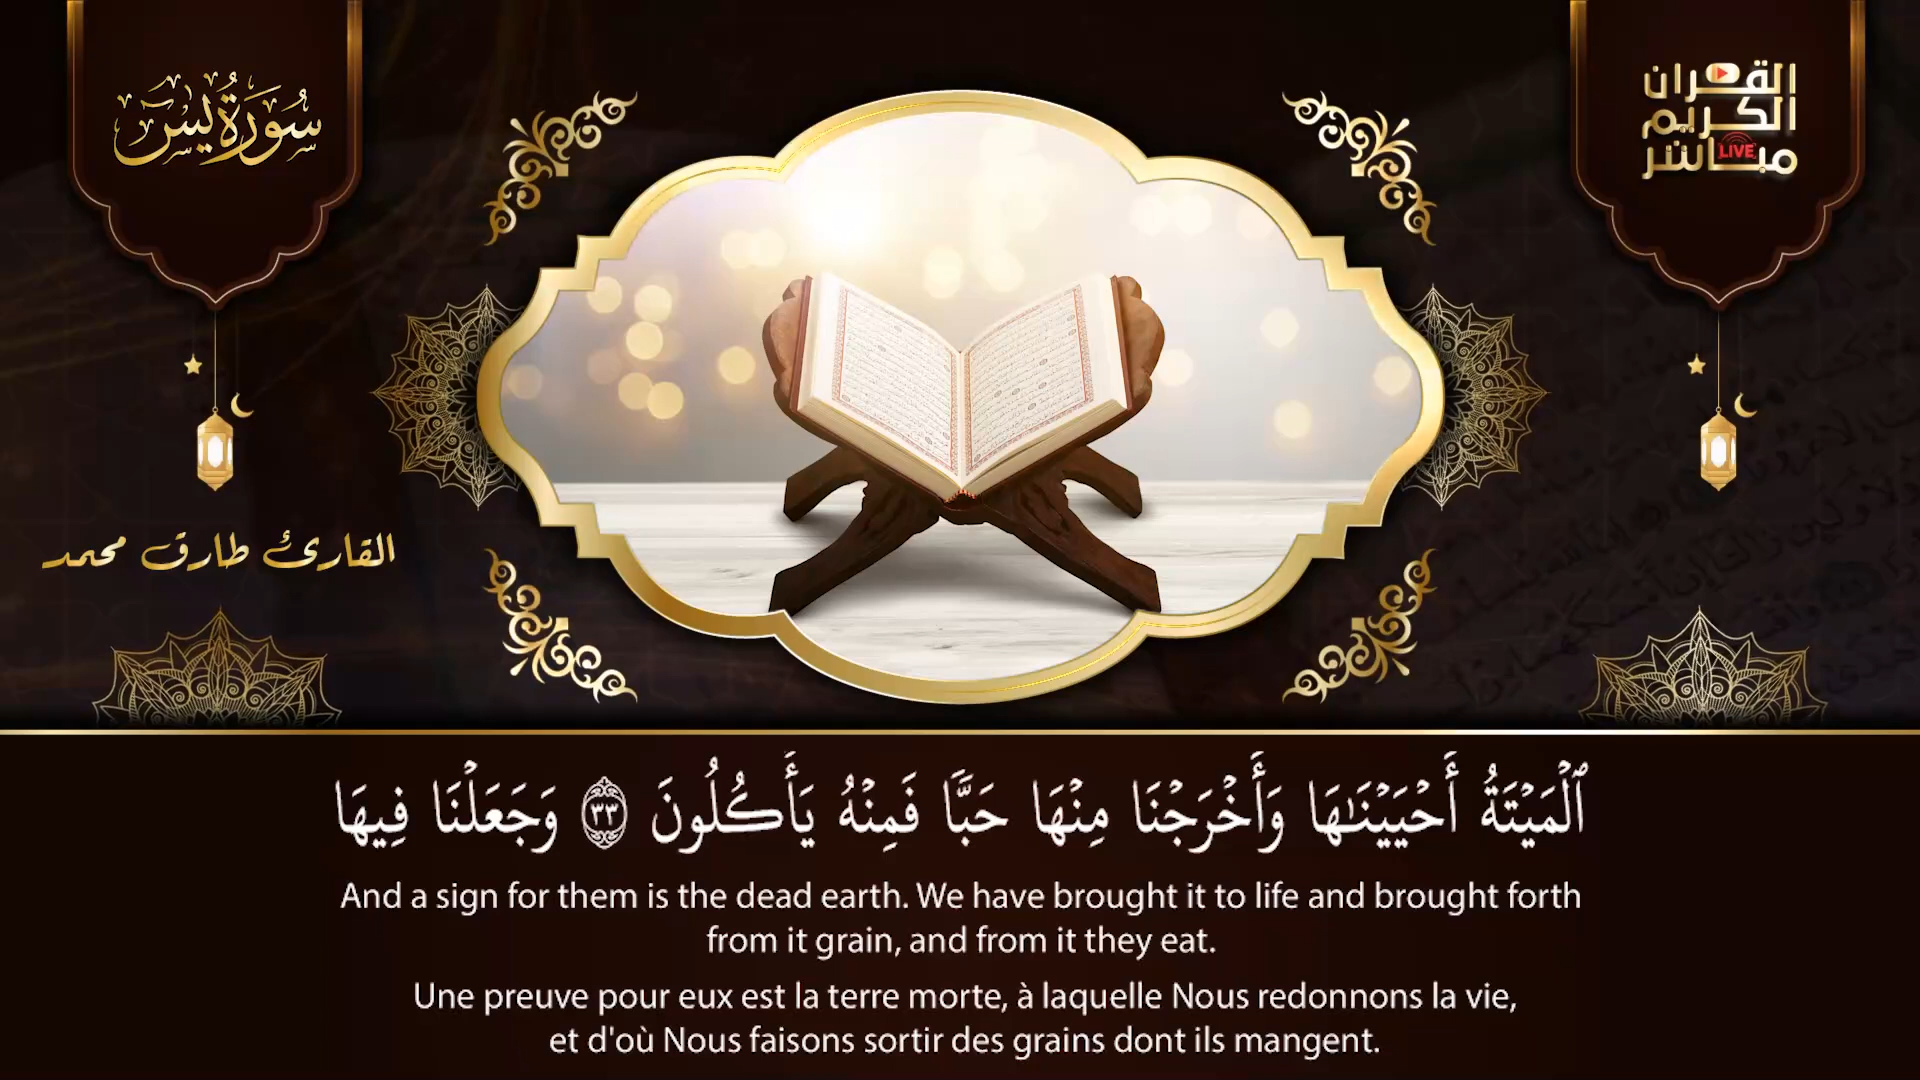 سُورَةُ يسٓ
القرآن
الكريم
مباشر
LIVE
القارئ طارق محمد
ٱلْمَيْتَةُ أَحْيَيْنَٰهَا وَأَخْرَجْنَا مِنْهَا حَبًّا فَمِنْهُ يَأْكُلُونَ ٣٣ وَجَعَلْنَا فِيهَا
And a sign for them is the dead earth. We have brought it to life and brought forth
from it grain, and from it they eat.
Une preuve pour eux est la terre morte, à laquelle Nous redonnons la vie,
et d'où Nous faisons sortir des grains dont ils mangent.